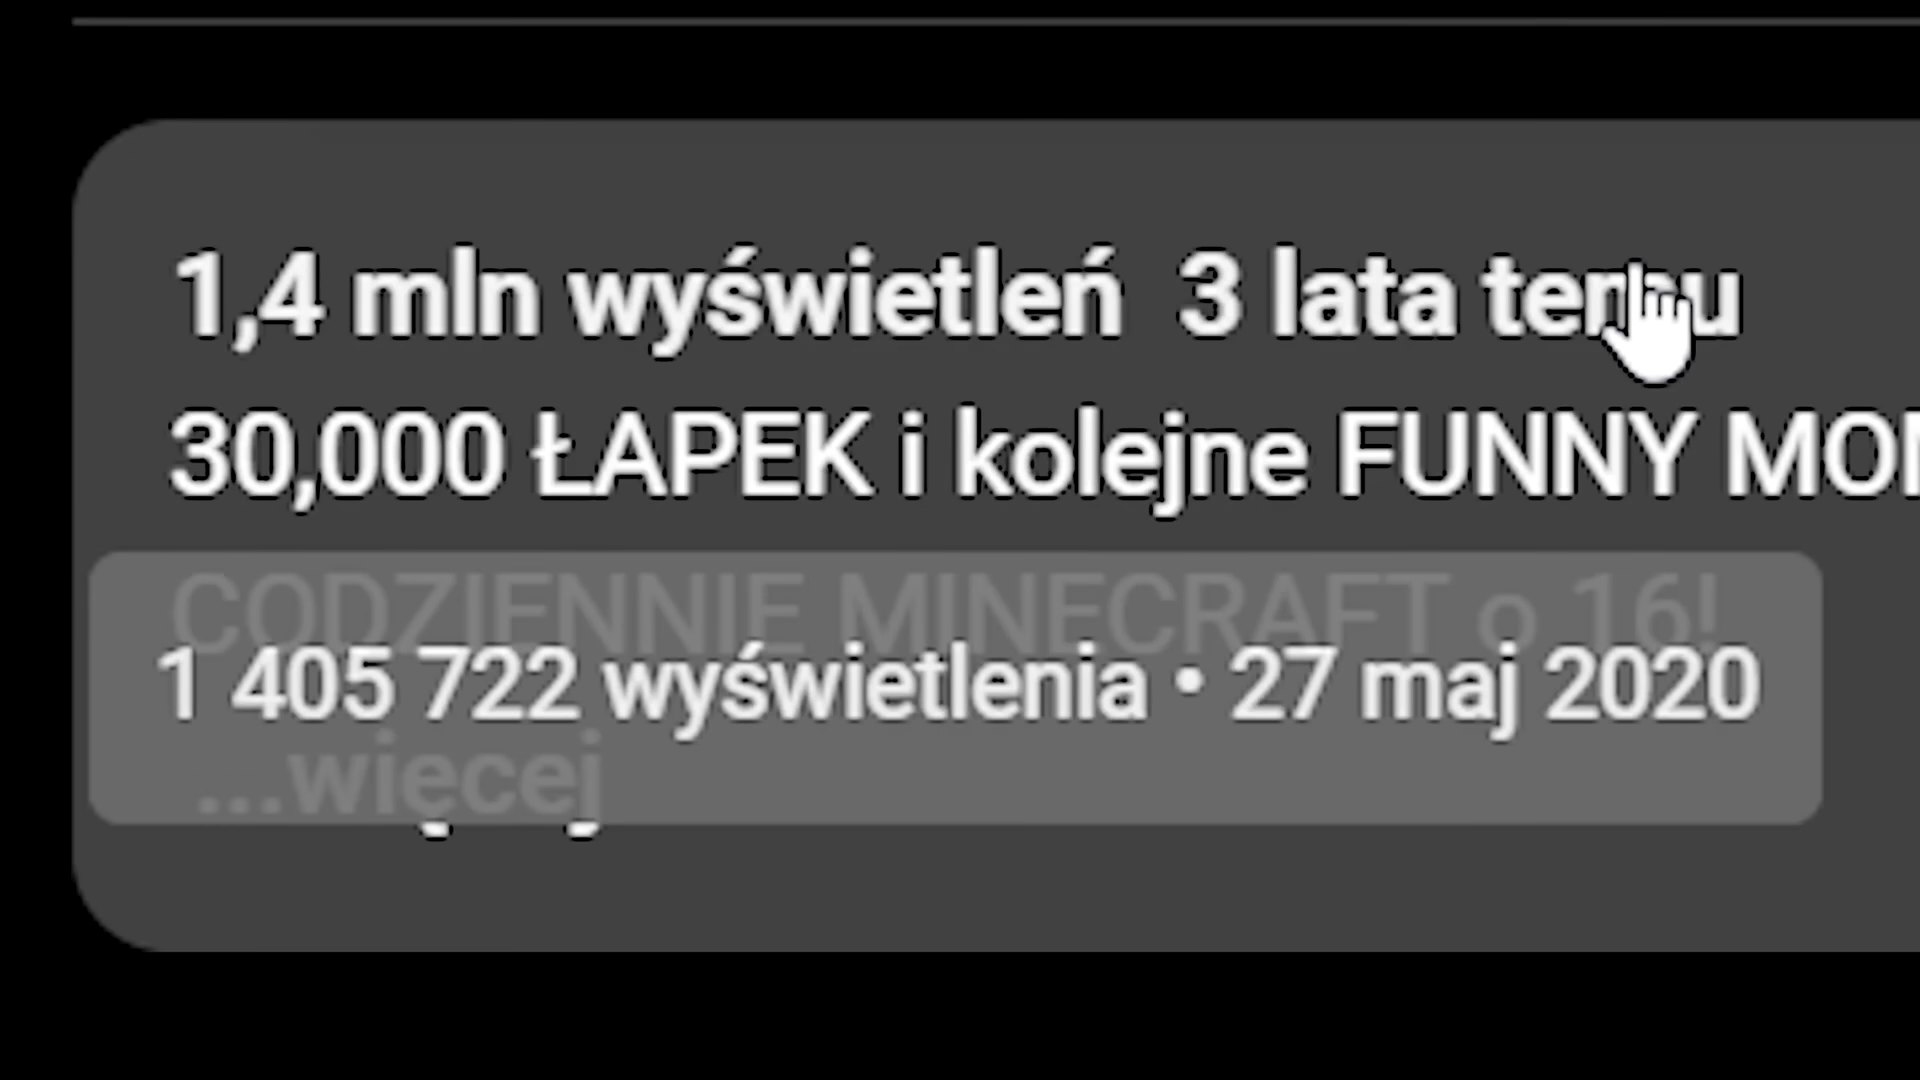 1,4 mln wyświetleń 3 lata temu
30,000 ŁAPEK i kolejne FUNNY
CODZIENNIE MINECRAFT o 16!
1 405 722 wyświetlenia • 27 maj 2020
...więcej